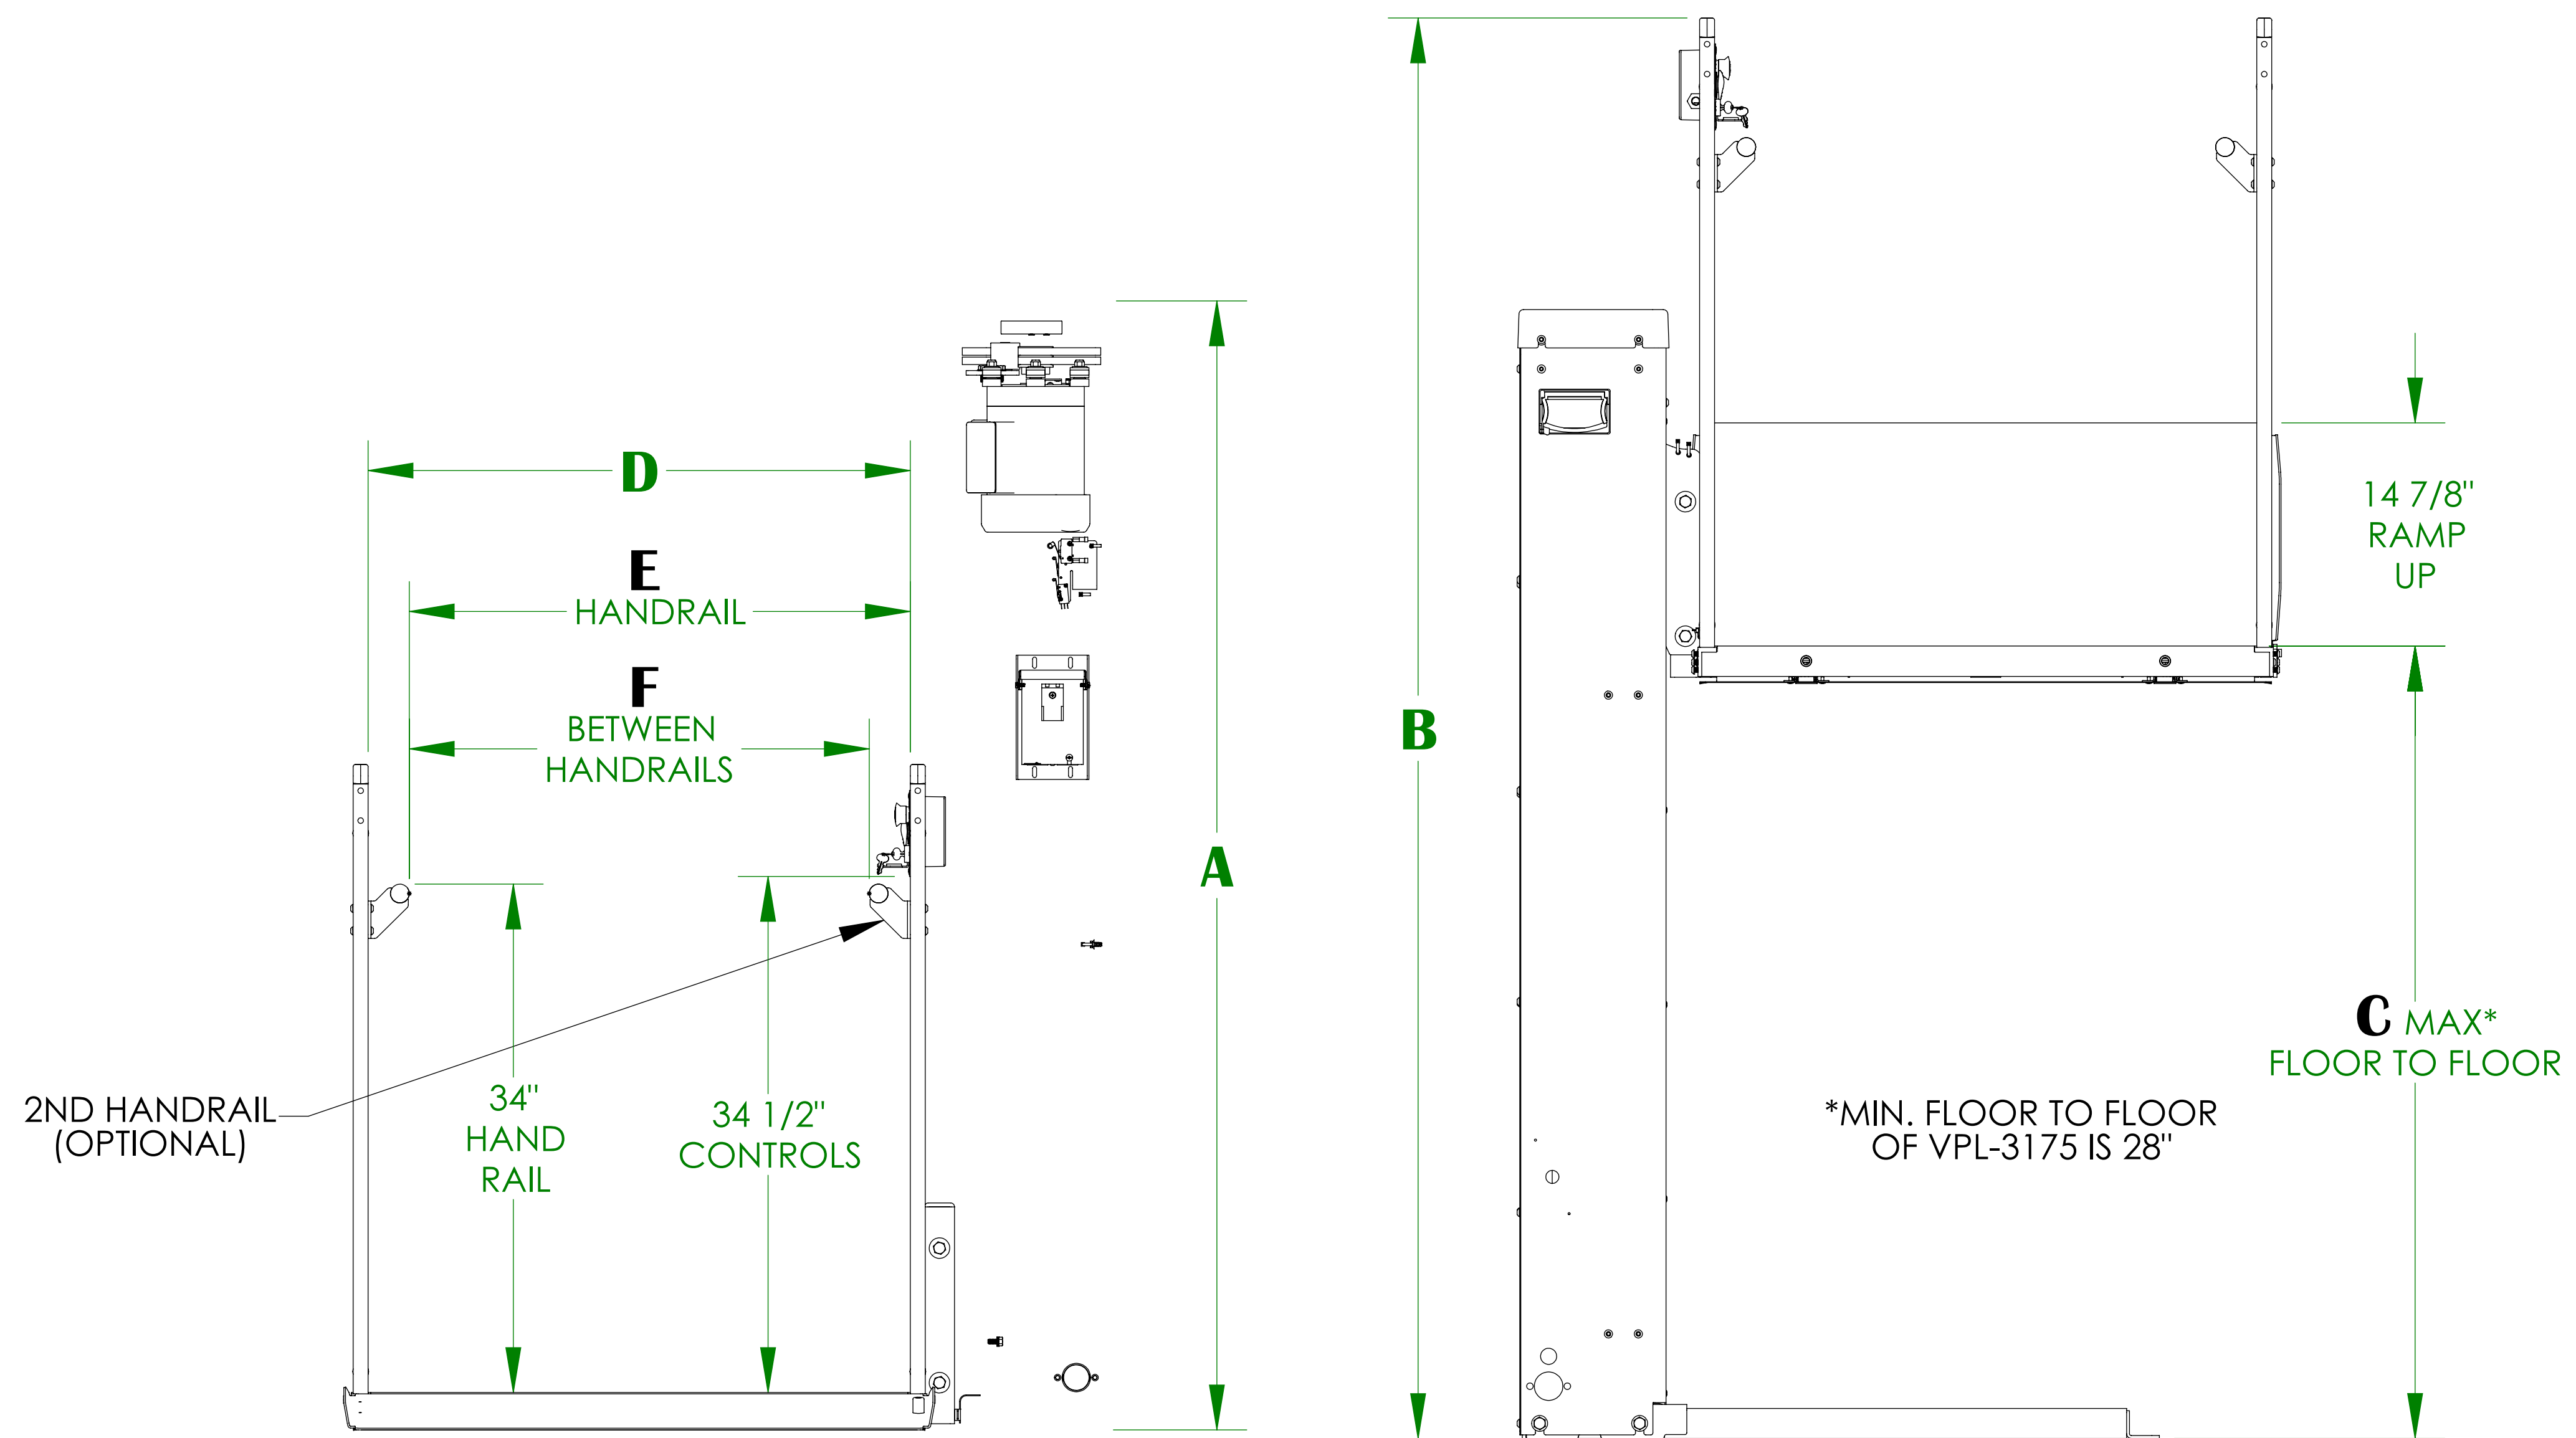 D
E
HANDRAIL
F
BETWEEN
HANDRAILS
A
2ND HANDRAIL
(OPTIONAL)
34"
HAND
RAIL
34 1/2"
CONTROLS
B
14 7/8"
RAMP
UP
C MAX*
FLOOR TO FLOOR
*MIN. FLOOR TO FLOOR
OF VPL-3175 IS 28"